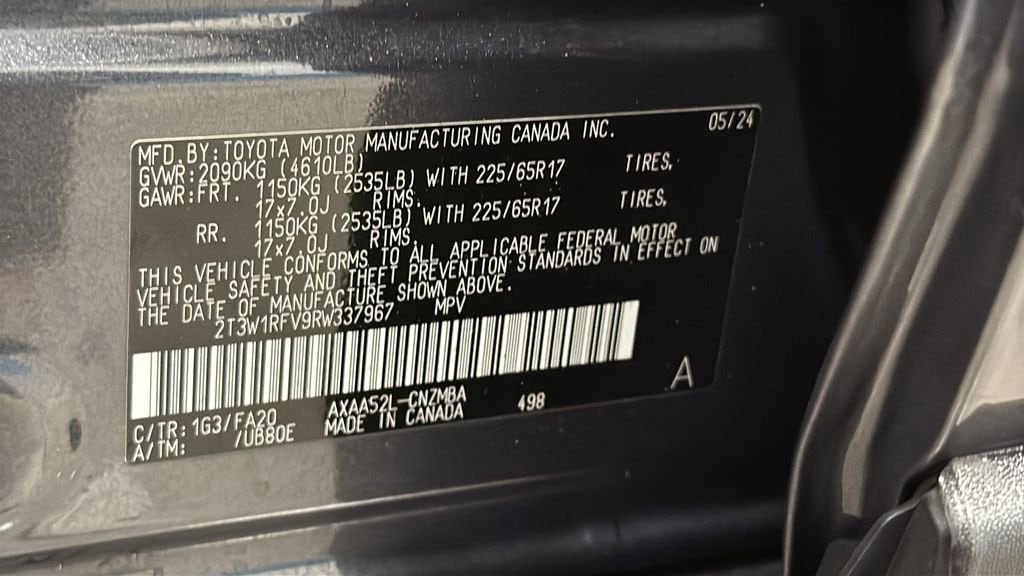 05/24
MFD.BY:TOYOTA MOTOR MANUFACTURING CANADA INC.
GVWR:2090KG (4610LB)
GAWR:FRT. 1150KG (2535LB) WITH 225/65R17 TIRES,
17x7.0J RIMS.
RR. 1150KG (2535LB) WITH 225/65R17 TIRES,
17x7.0J RIMS
THIS VEHICLE CONFORMS TO ALL APPLICABLE FEDERAL MOTOR
VEHICLE SAFETY AND THEFT PREVENTION STANDARDS IN EFFECT ON
THE DATE OF MANUFACTURE SHOWN ABOVE.
2T3W1RFV9RW337967 MPV
A
C/TR:1G3/FA20 AXAA52L-CNZMBA 498
A/TM: /UB80E MADE IN CANADA